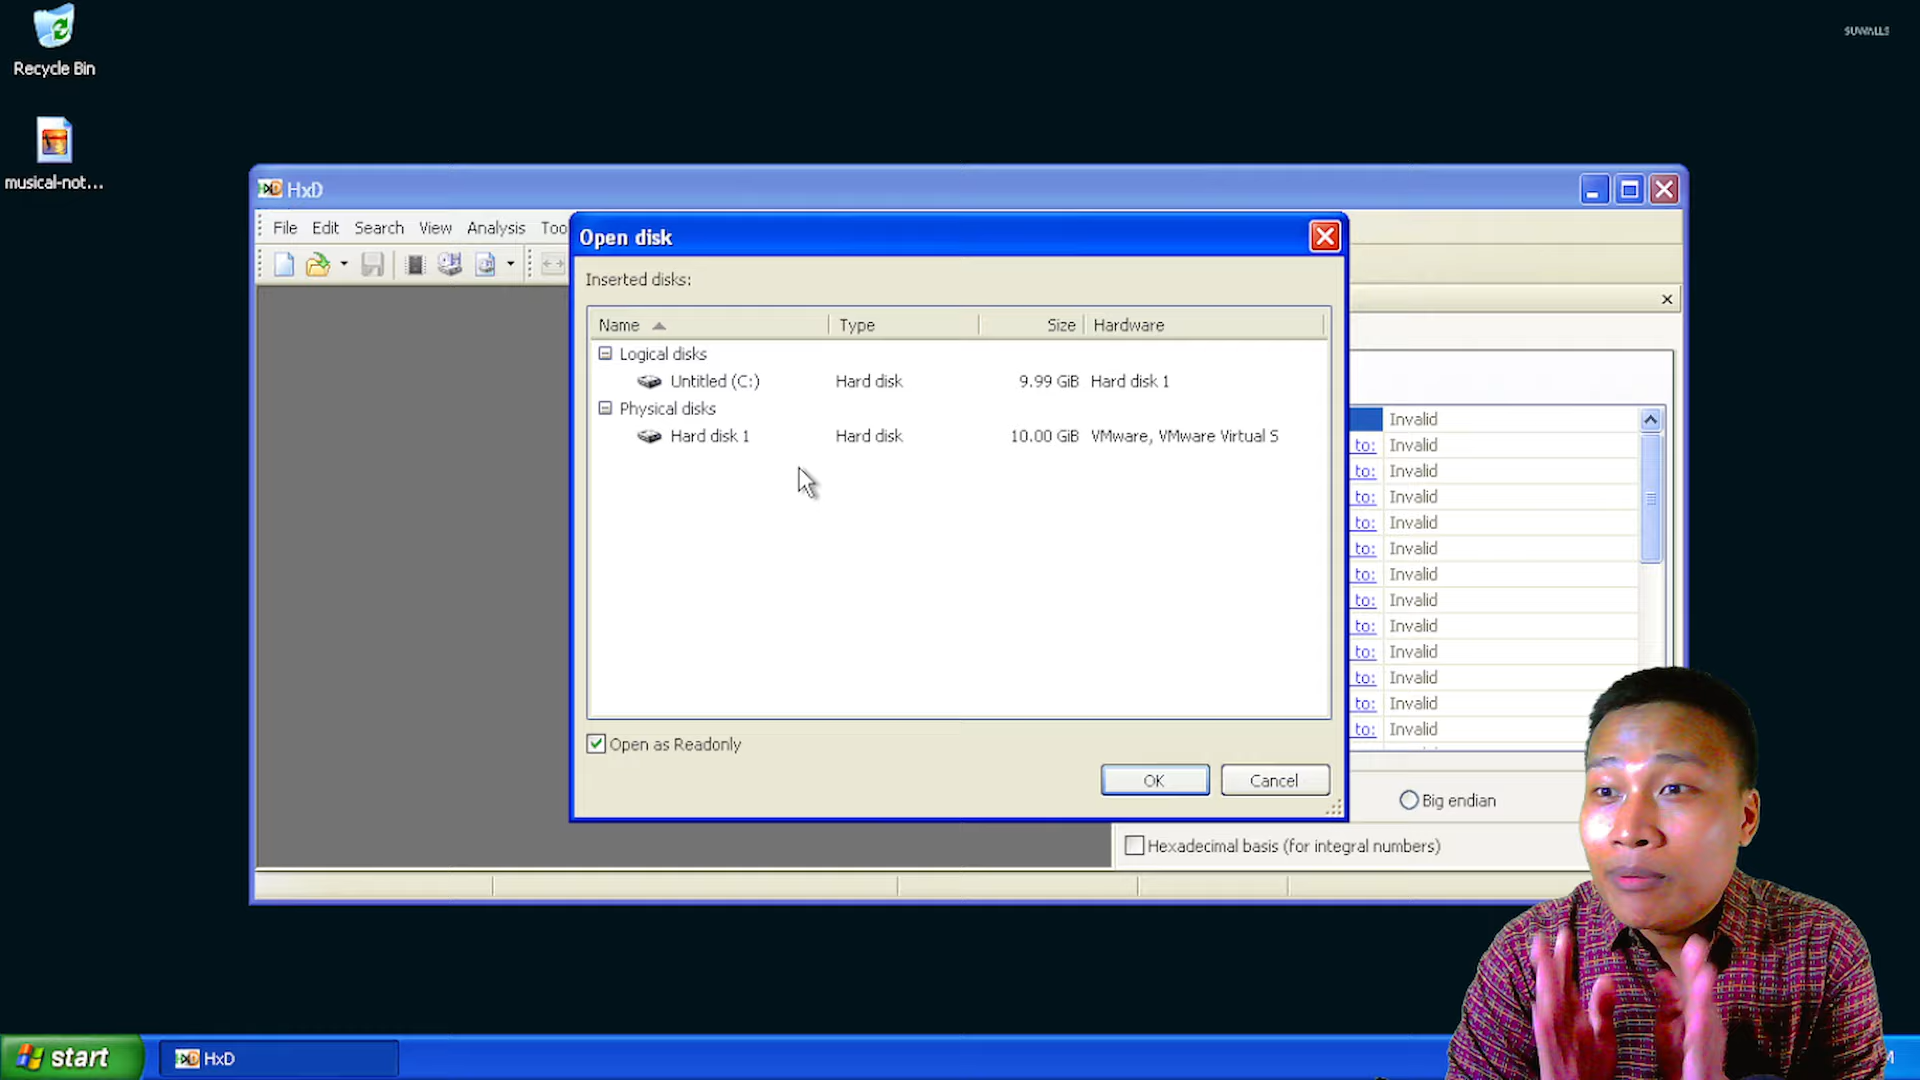 SUWALLS
Recycle Bin
musical-not...
HxD
File Edit Search View Analysis Too
Open disk
Inserted disks:
Name Type Size Hardware
Logical disks
Untitled (C:) Hard disk 9.99 GiB Hard disk 1
Physical disks
Hard disk 1 Hard disk 10.00 GiB VMware, VMware Virtual S
Invalid
to: Invalid
to: Invalid
to: Invalid
to: Invalid
to: Invalid
to: Invalid
to: Invalid
to: Invalid
to: Invalid
to: Invalid
to: Invalid
to: Invalid
Open as Readonly
OK Cancel
Big endian
Hexadecimal basis (for integral numbers)
start HxD